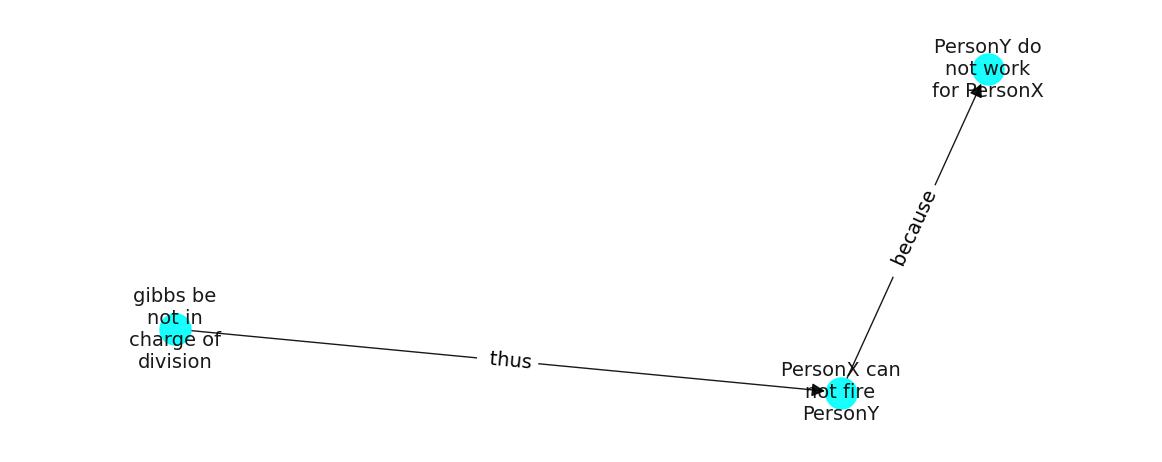 PersonY do
not work
for PersonX
because
gibbs be
not in
charge of
division
thus
PersonX can
not fire
PersonY